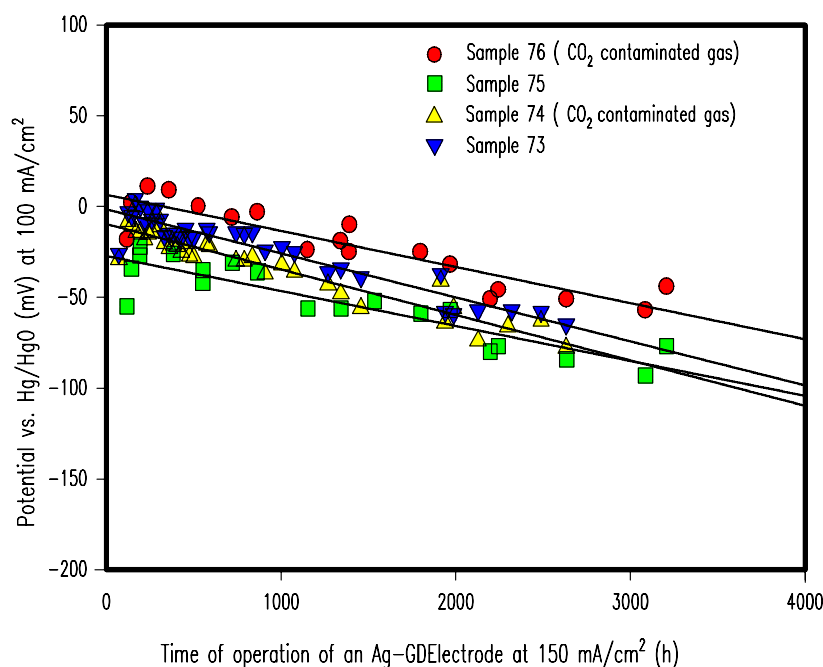 100
50
0
−50
−100
−150
−200
0 1000 2000 3000 4000
Potential vs. Hg/HgO (mV) at 100 mA/cm²
Time of operation of an Ag−GDElectrode at 150 mA/cm² (h)
Sample 76 ( CO₂ contaminated gas)
Sample 75
Sample 74 ( CO₂ contaminated gas)
Sample 73